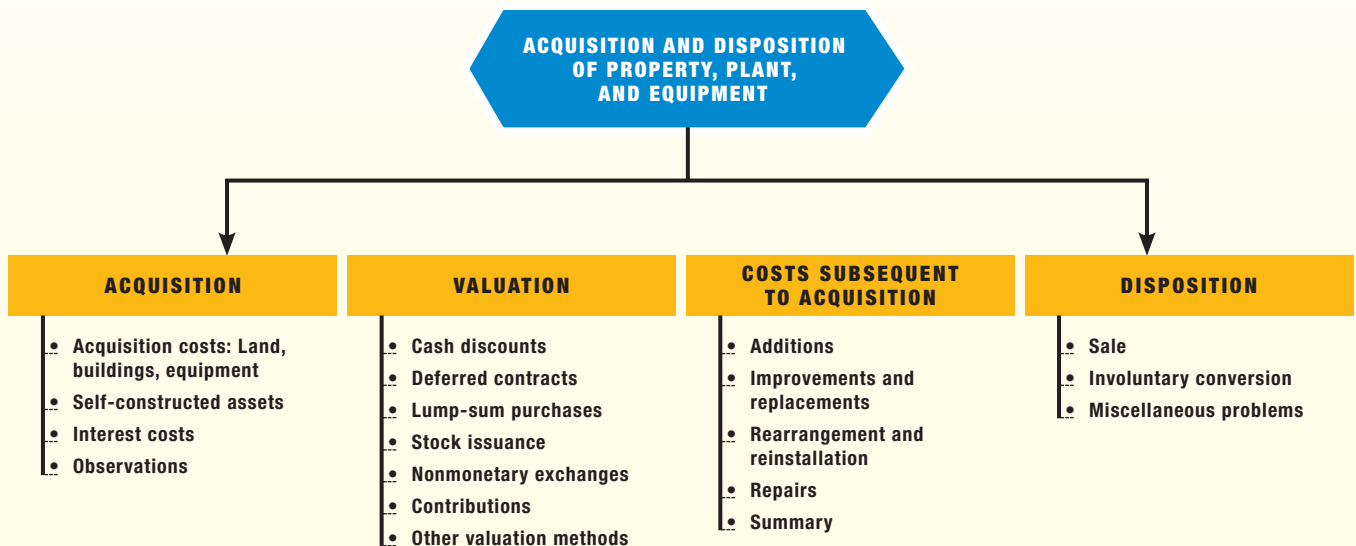 ACQUISITION AND DISPOSITION
OF PROPERTY, PLANT,
AND EQUIPMENT
ACQUISITION
• Acquisition costs: Land,
buildings, equipment
• Self-constructed assets
• Interest costs
• Observations
VALUATION
• Cash discounts
• Deferred contracts
• Lump-sum purchases
• Stock issuance
• Nonmonetary exchanges
• Contributions
• Other valuation methods
COSTS SUBSEQUENT
TO ACQUISITION
• Additions
• Improvements and
replacements
• Rearrangement and
reinstallation
• Repairs
• Summary
DISPOSITION
• Sale
• Involuntary conversion
• Miscellaneous problems